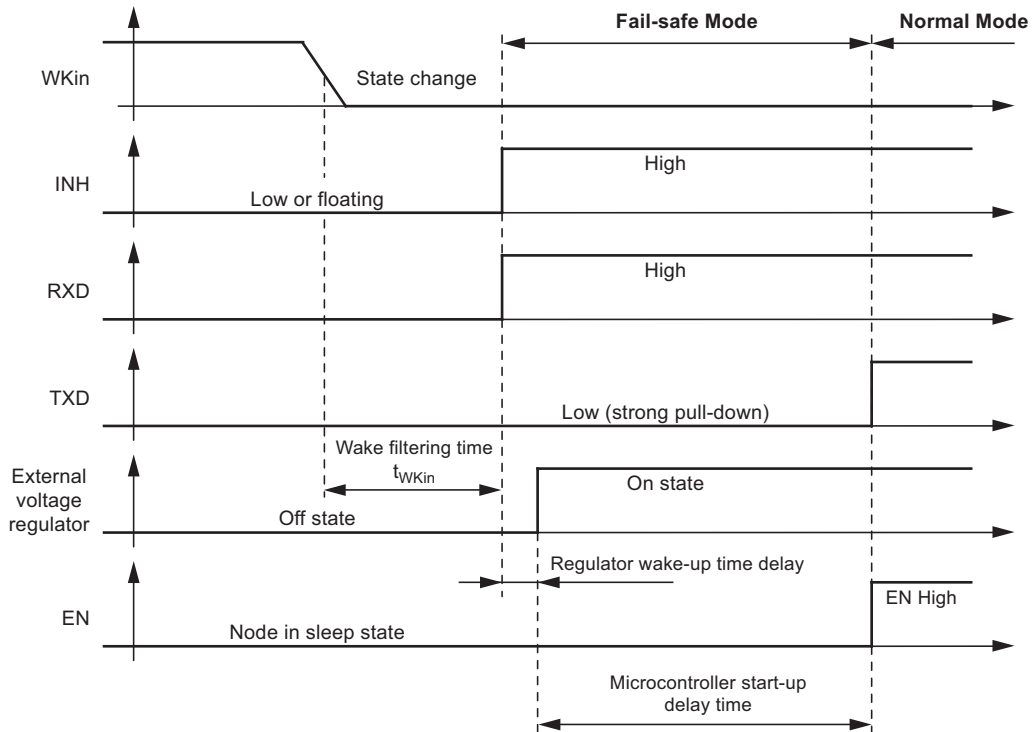 Fail-safe Mode
Normal Mode
WKin
State change
INH
High
Low or floating
RXD
High
TXD
Low (strong pull-down)
Wake filtering time
tWKin
External
voltage
regulator
On state
Off state
Regulator wake-up time delay
EN
EN High
Node in sleep state
Microcontroller start-up
delay time